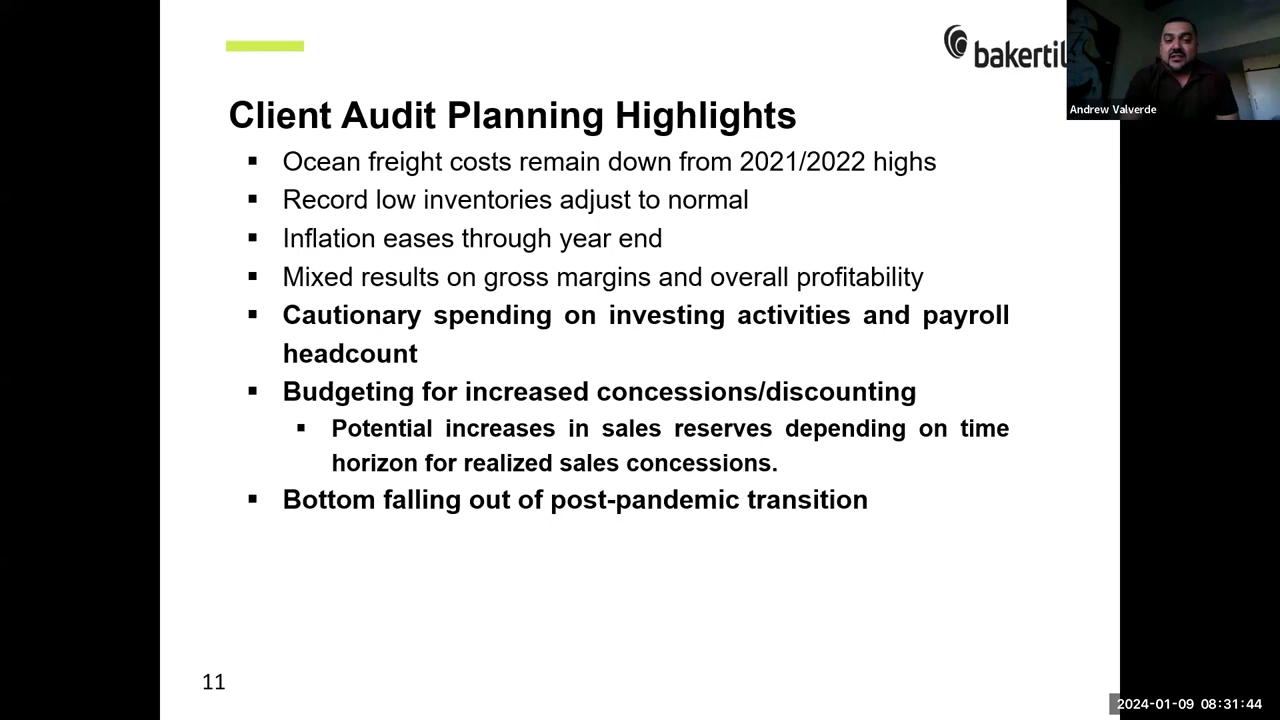 bakertil
Andrew Valverde
Client Audit Planning Highlights
▪ Ocean freight costs remain down from 2021/2022 highs
▪ Record low inventories adjust to normal
▪ Inflation eases through year end
▪ Mixed results on gross margins and overall profitability
▪ Cautionary spending on investing activities and payroll
headcount
▪ Budgeting for increased concessions/discounting
▪ Potential increases in sales reserves depending on time
horizon for realized sales concessions.
▪ Bottom falling out of post-pandemic transition
11
2024-01-09 08:31:44